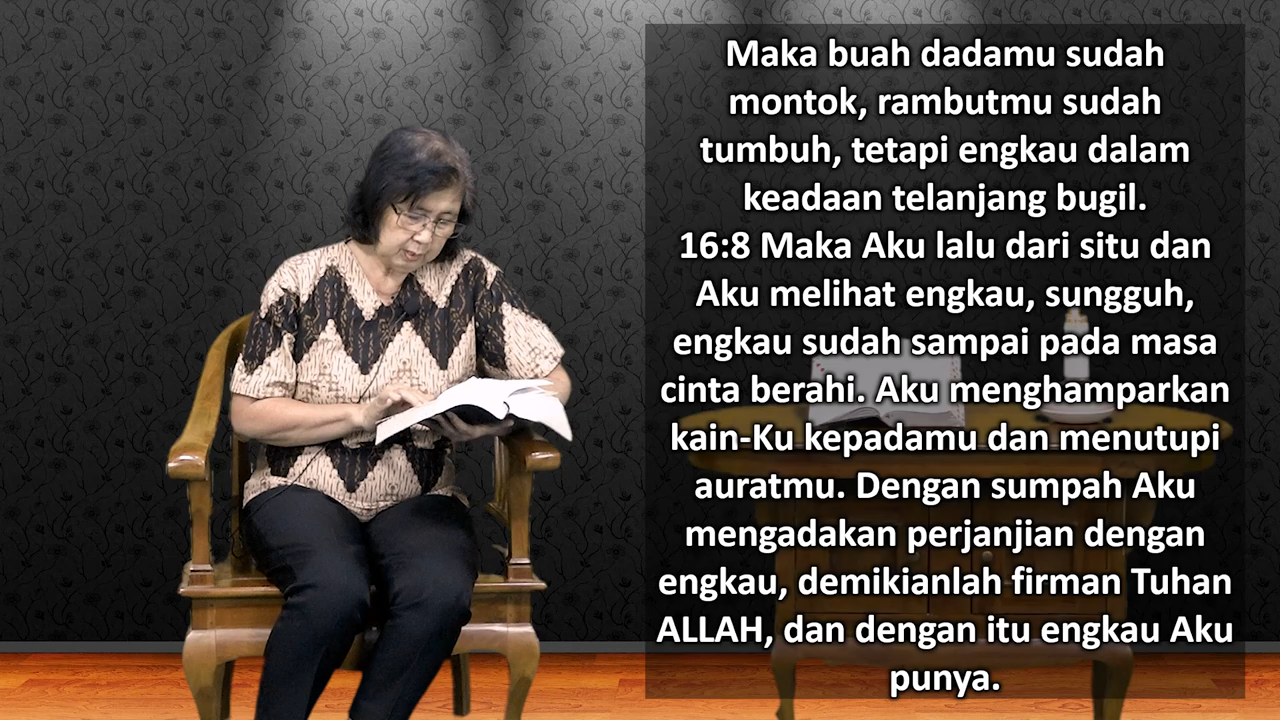 Maka buah dadamu sudah
montok, rambutmu sudah
tumbuh, tetapi engkau dalam
keadaan telanjang bugil.
16:8 Maka Aku lalu dari situ dan
Aku melihat engkau, sungguh,
engkau sudah sampai pada masa
cinta berahi. Aku menghamparkan
kain-Ku kepadamu dan menutupi
auratmu. Dengan sumpah Aku
mengadakan perjanjian dengan
engkau, demikianlah firman Tuhan
ALLAH, dan dengan itu engkau Aku
punya.